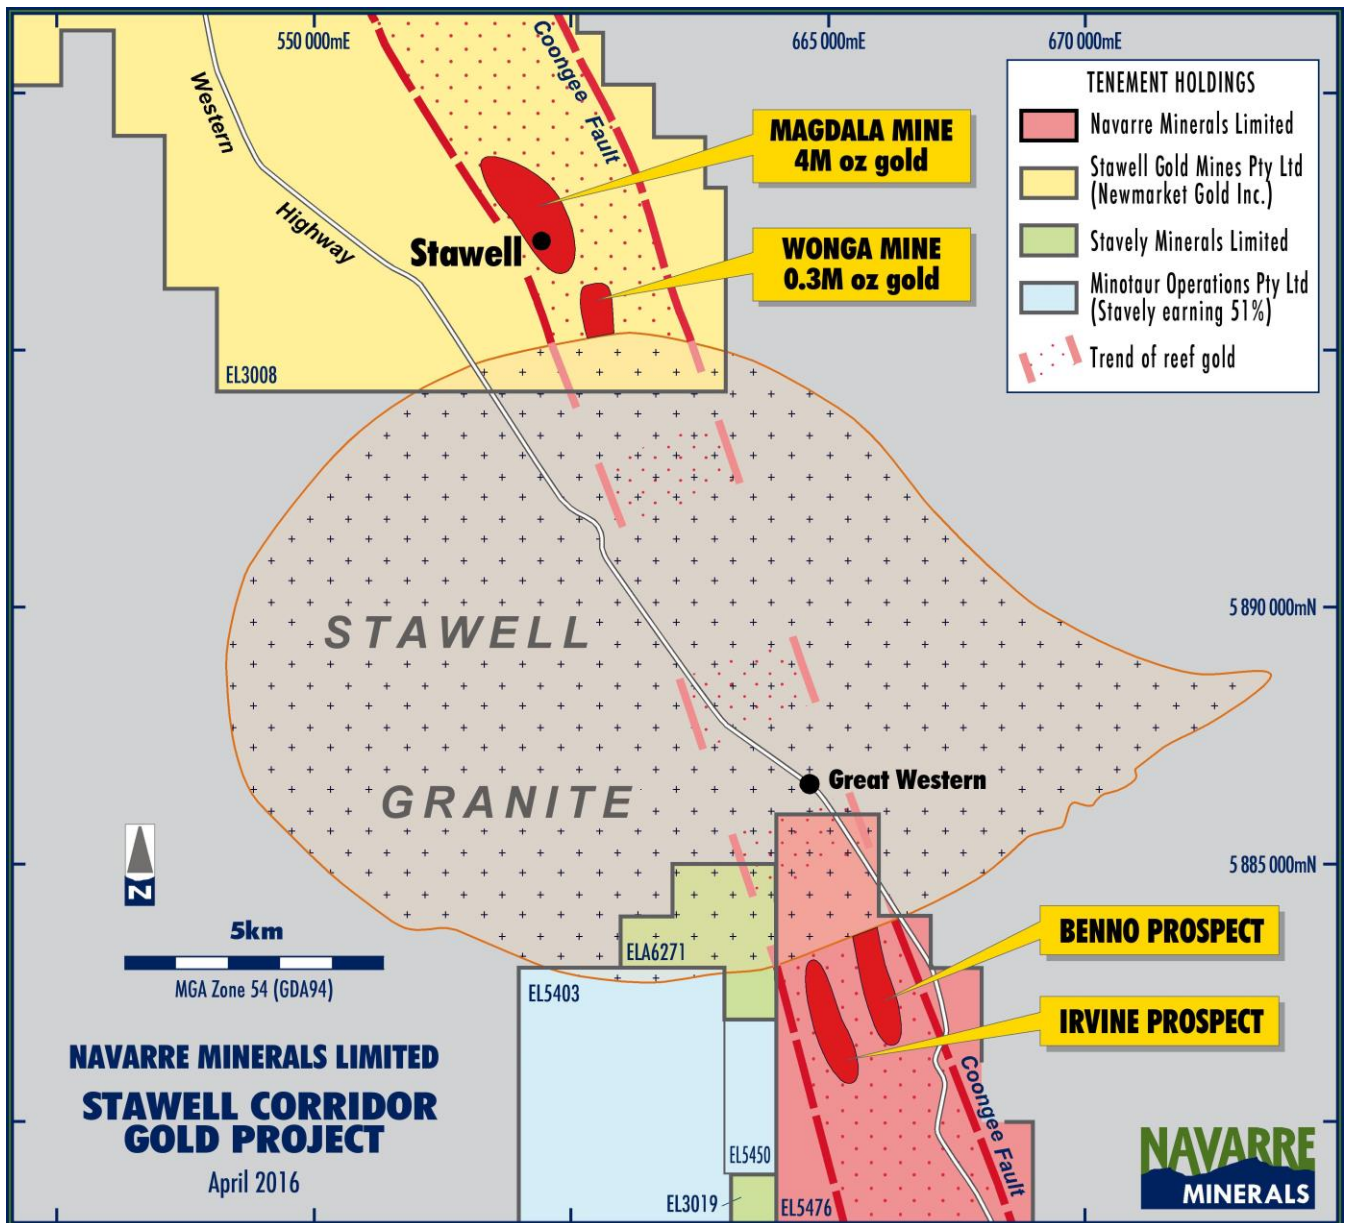 550 000mE
665 000mE
670 000mE
TENEMENT HOLDINGS
Navarre Minerals Limited
Stawell Gold Mines Pty Ltd
(Newmarket Gold Inc.)
Stavely Minerals Limited
Minotaur Operations Pty Ltd
(Stavely earning 51%)
Trend of reef gold
Western
Highway
Coongee Fault
MAGDALA MINE
4M oz gold
Stawell
WONGA MINE
0.3M oz gold
EL3008
5 890 000mN
STAWELL
GRANITE
Great Western
5 885 000mN
N
5km
MGA Zone 54 (GDA94)
ELA6271
EL5403
BENNO PROSPECT
IRVINE PROSPECT
Coongee Fault
NAVARRE MINERALS LIMITED
STAWELL CORRIDOR
GOLD PROJECT
April 2016
EL5450
EL3019
EL5476
NAVARRE
MINERALS